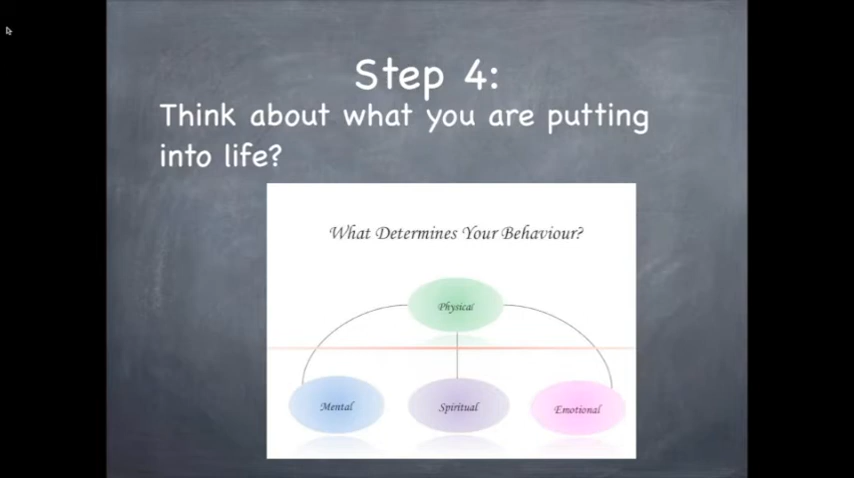 Step 4:
Think about what you are putting
into life?
What Determines Your Behaviour?
Physical
Mental
Spiritual
Emotional